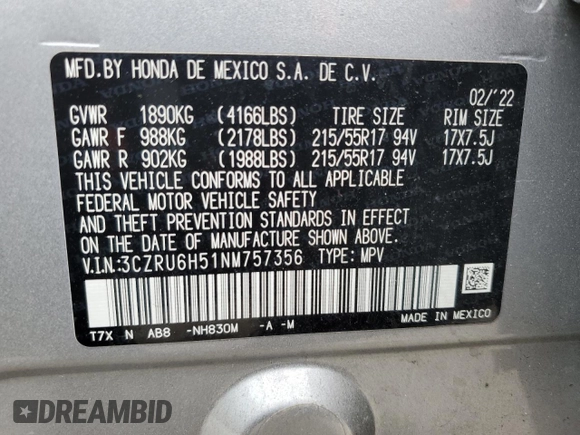 MFD.BY HONDA DE MEXICO S.A. DE C.V.
02/'22
GVWR 1890KG (4166LBS) TIRE SIZE RIM SIZE
GAWR F 988KG (2178LBS) 215/55R17 94V 17X7.5J
GAWR R 902KG (1988LBS) 215/55R17 94V 17X7.5J
THIS VEHICLE CONFORMS TO ALL APPLICABLE
FEDERAL MOTOR VEHICLE SAFETY
AND THEFT PREVENTION STANDARDS IN EFFECT
ON THE DATE OF MANUFACTURE SHOWN ABOVE.
V.I.N:3CZRU6H51NM757356 TYPE: MPV
T7X N AB8 -NH830M -A -M
MADE IN MEXICO
DREAMBID